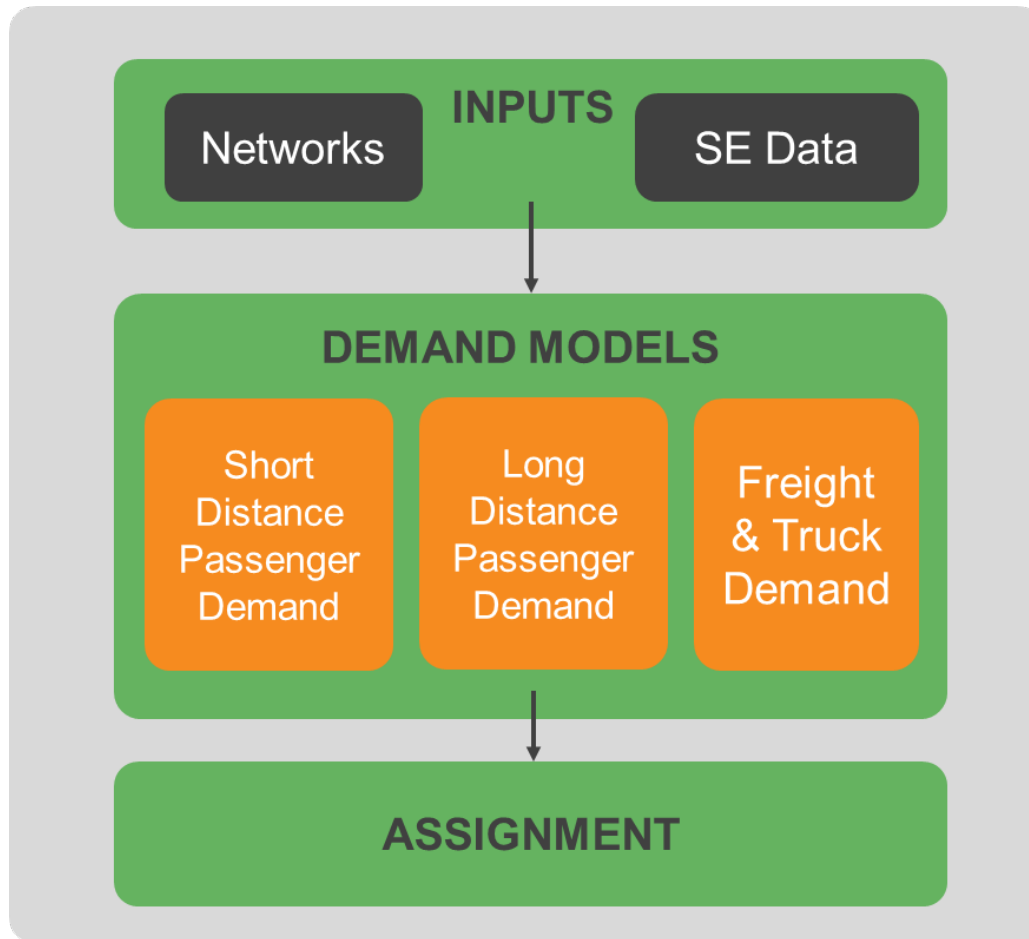 INPUTS
Networks
SE Data
DEMAND MODELS
Short
Distance
Passenger
Demand
Long
Distance
Passenger
Demand
Freight
& Truck
Demand
ASSIGNMENT